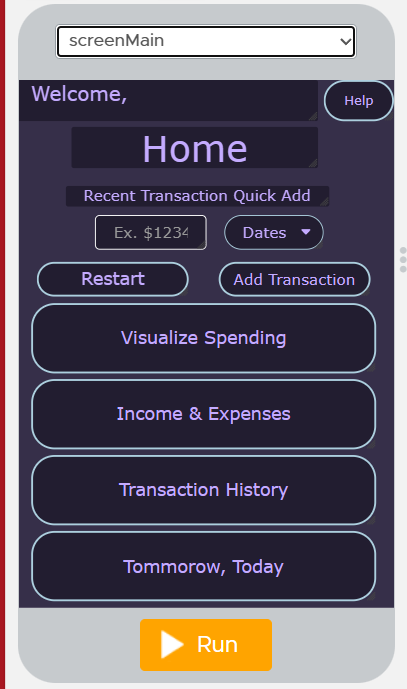 screenMain
Welcome,
Help
Home
Recent Transaction Quick Add
Ex. $1234
Dates
Restart
Add Transaction
Visualize Spending
Income & Expenses
Transaction History
Tommorow, Today
Run